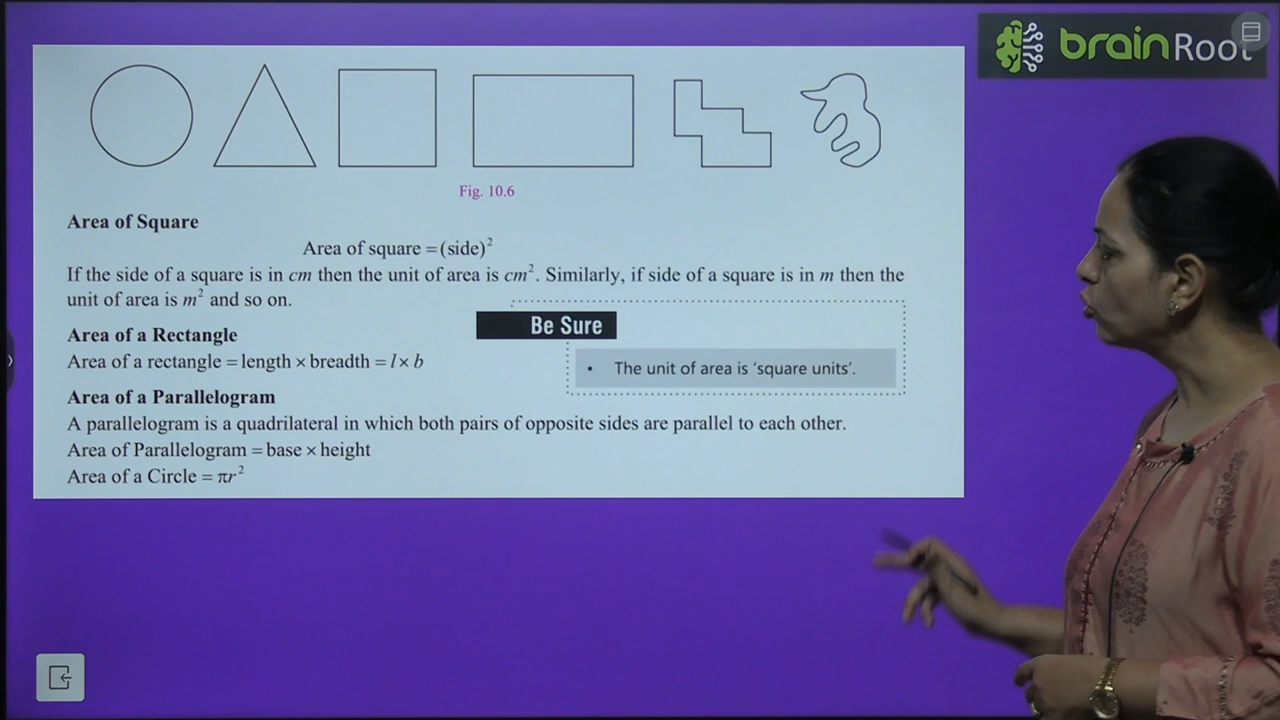 brainRoot
Fig. 10.6
Area of Square
Area of square = (side)²
If the side of a square is in cm then the unit of area is cm². Similarly, if side of a square is in m then the
unit of area is m² and so on.
Be Sure
Area of a Rectangle
Area of a rectangle = length × breadth = l × b
• The unit of area is 'square units'.
Area of a Parallelogram
A parallelogram is a quadrilateral in which both pairs of opposite sides are parallel to each other.
Area of Parallelogram = base × height
Area of a Circle = πr²